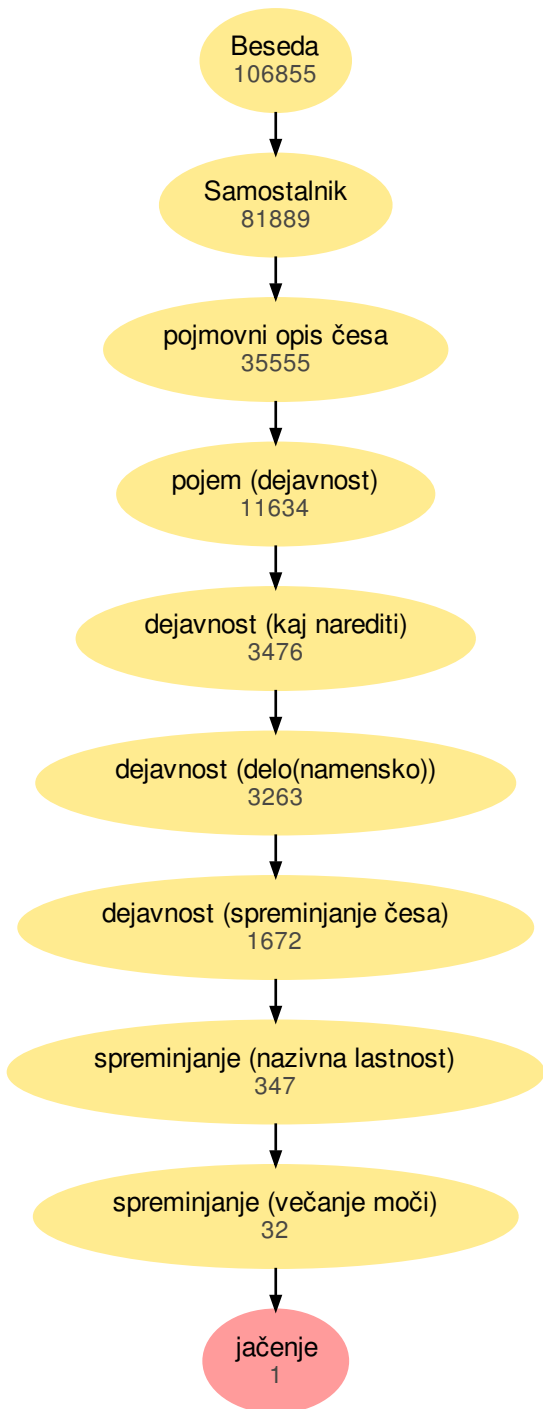 Beseda
106855
Samostalnik
81889
pojmovni opis česa
35555
pojem (dejavnost)
11634
dejavnost (kaj narediti)
3476
dejavnost (delo(namensko))
3263
dejavnost (spreminjanje česa)
1672
spreminjanje (nazivna lastnost)
347
spreminjanje (večanje moči)
32
jačenje
1